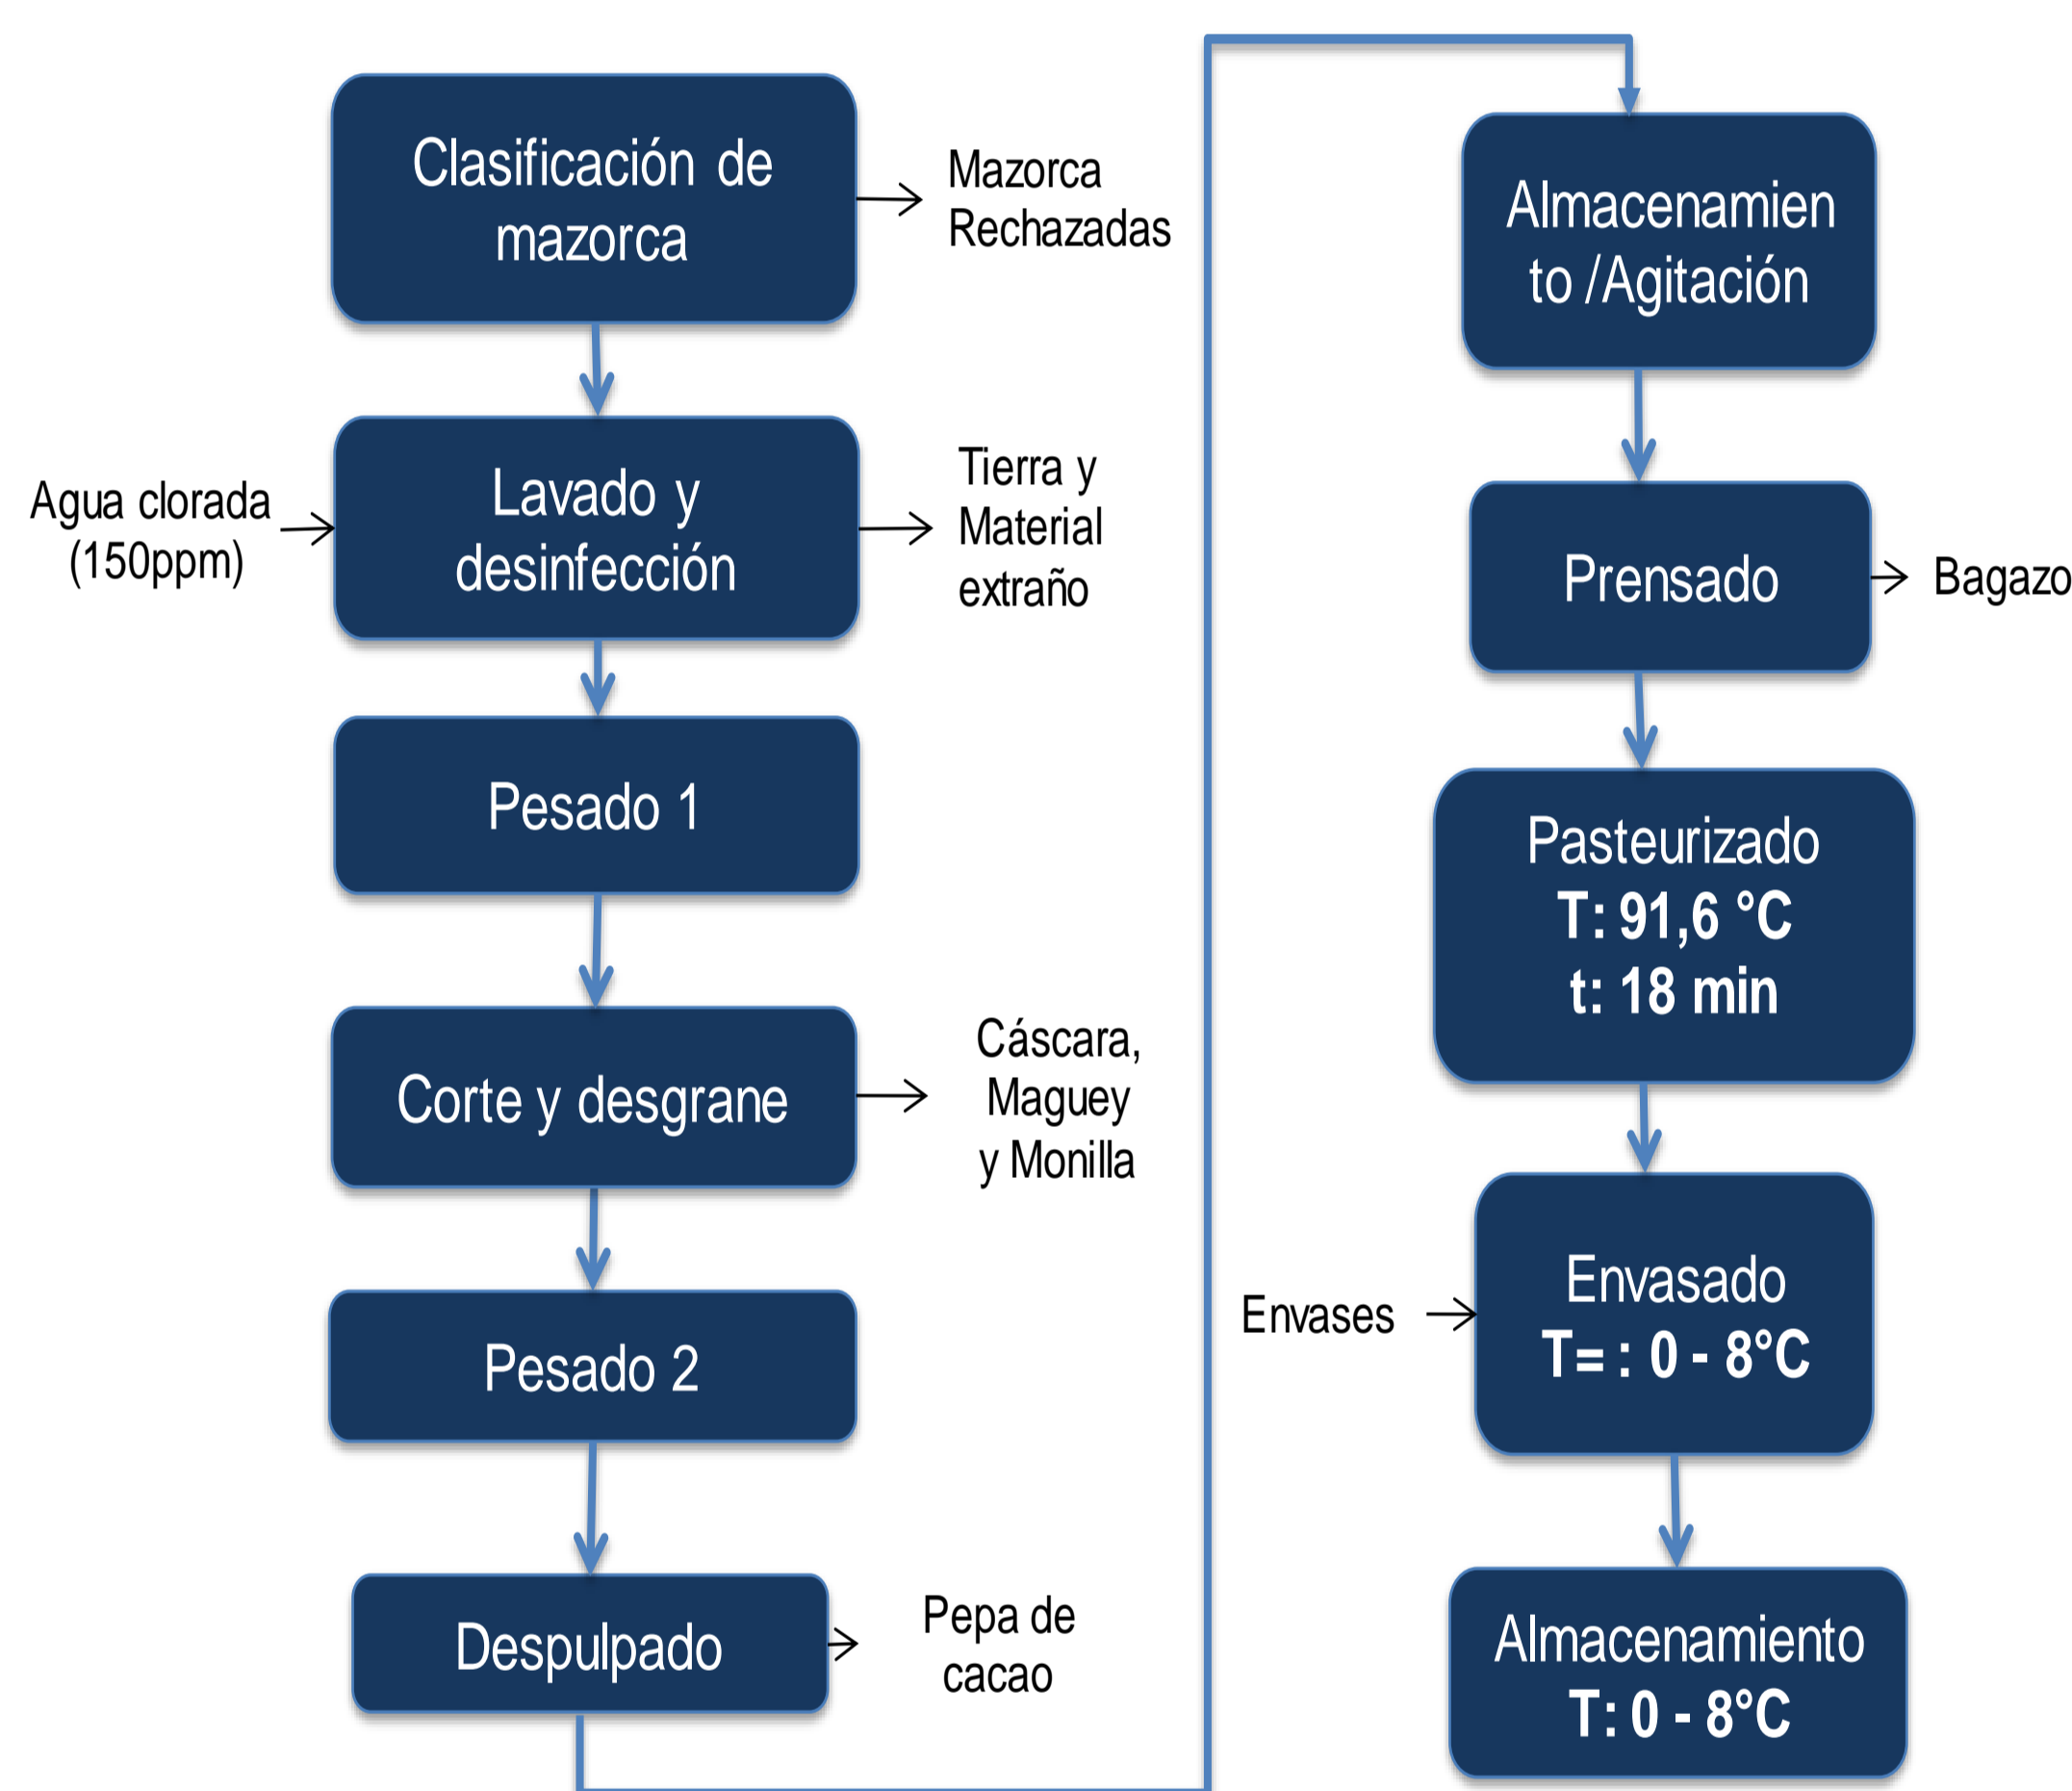 Clasificación de
mazorca
Mazorca
Rechazadas
Agua clorada
(150ppm)
Lavado y
desinfección
Tierra y
Material
extraño
Pesado 1
Corte y desgrane
Cáscara,
Maguey
y Monilla
Pesado 2
Despulpado
Pepa de
cacao
Almacenamien
to //Agitación
Prensado
Bagazo
Pasteurizado
T: 91,6 °C
t: 18 min
Envases
Envasado
T= : 0 - 8°C
Almacenamiento
T: 0 - 8°C